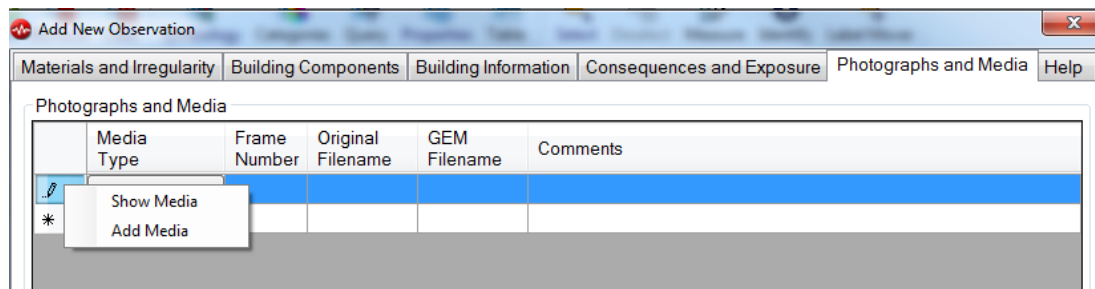 Add New Observation
Materials and Irregularity Building Components Building Information Consequences and Exposure Photographs and Media Help
Photographs and Media
Media Type Frame Number Original Filename GEM Filename Comments
Show Media
Add Media